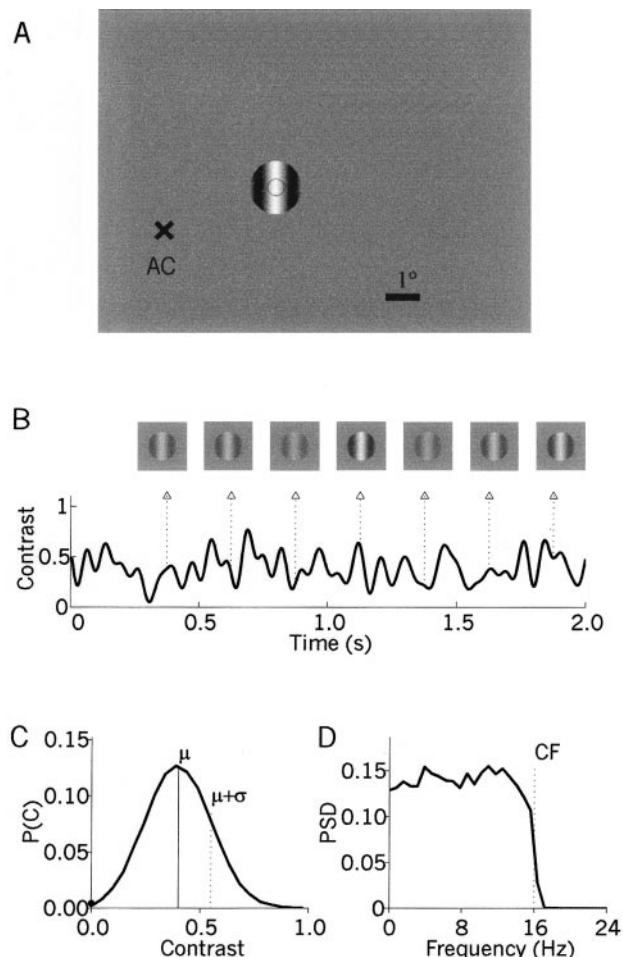 A
AC
1°
B
Contrast
1
0.5
0
0 0.5 1.0 1.5 2.0
Time (s)
C
P(C)
0.15
0.10
0.05
0.00
μ
μ+σ
0.0 0.5 1.0
Contrast
D
PSD
0.15
0.10
0.05
0
CF
0 8 16 24
Frequency (Hz)